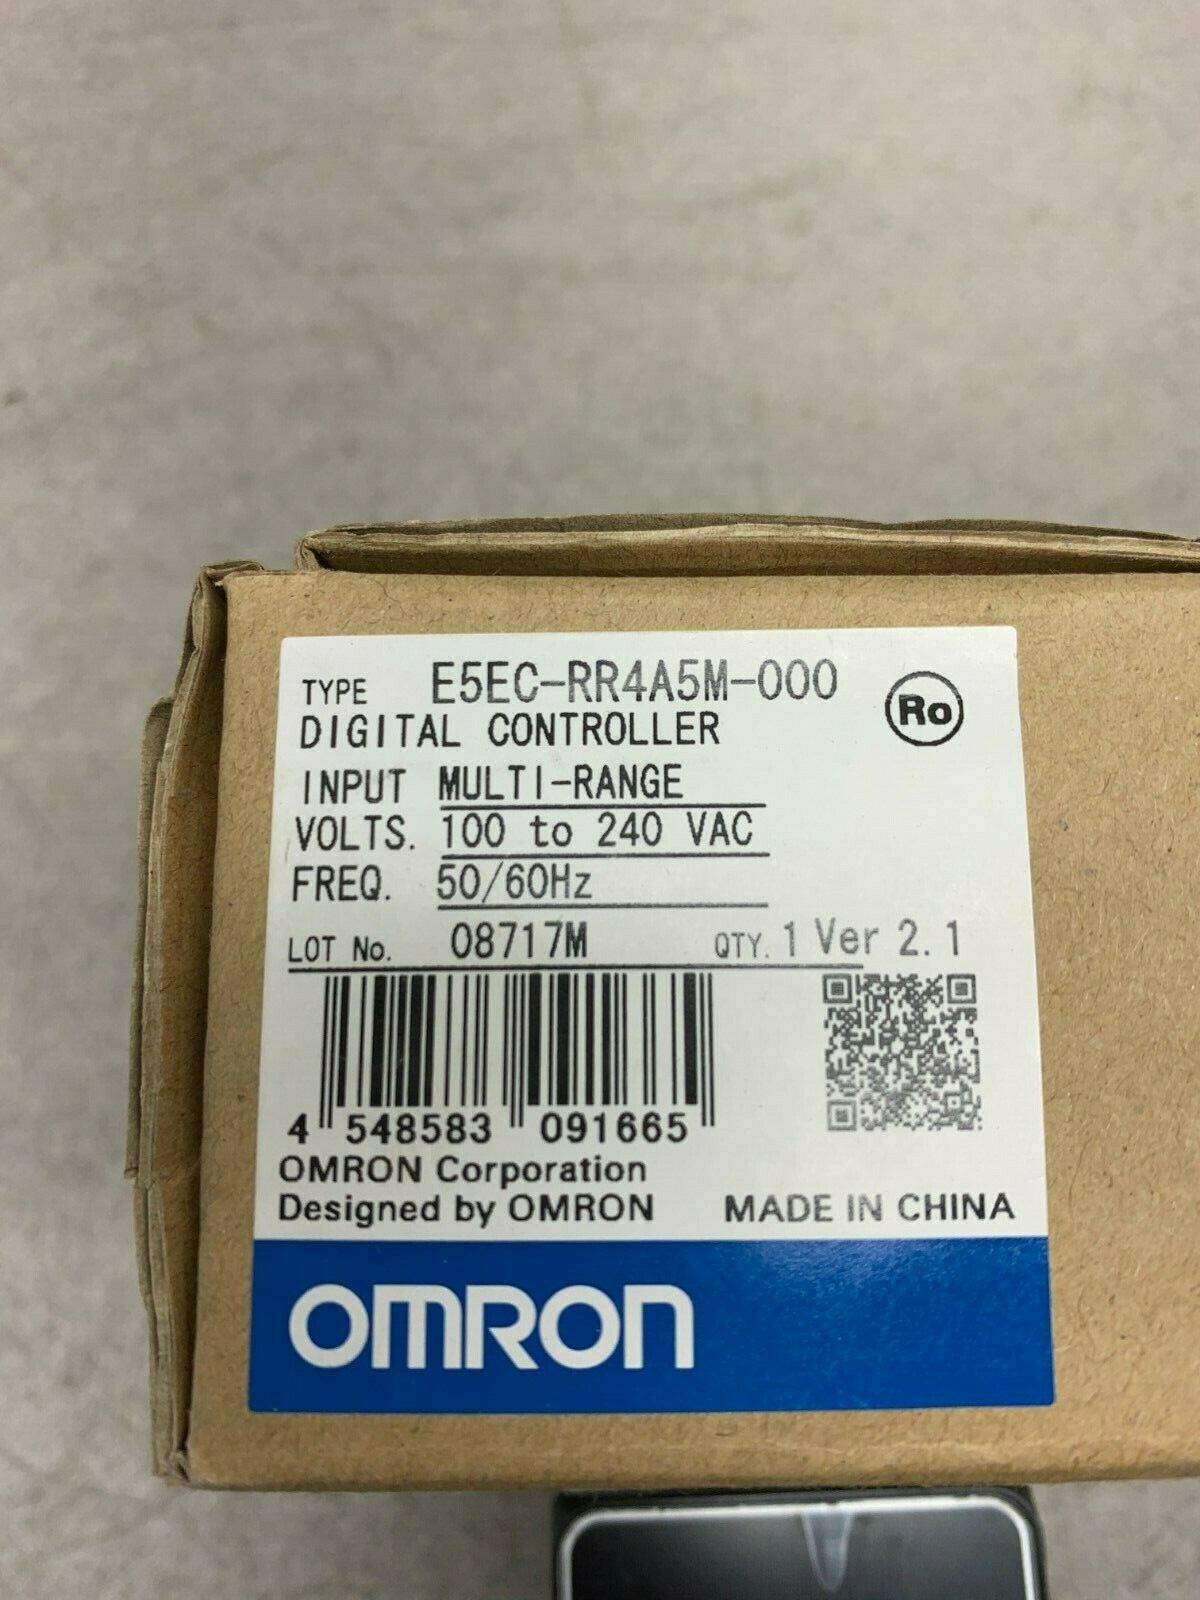 TYPE E5EC-RR4A5M-000
DIGITAL CONTROLLER
Ro
INPUT MULTI-RANGE
VOLTS. 100 to 240 VAC
FREQ. 50/60Hz
LOT No. 08717M QTY. 1 Ver 2.1
4 548583 091665
OMRON Corporation
Designed by OMRON MADE IN CHINA
OMRON